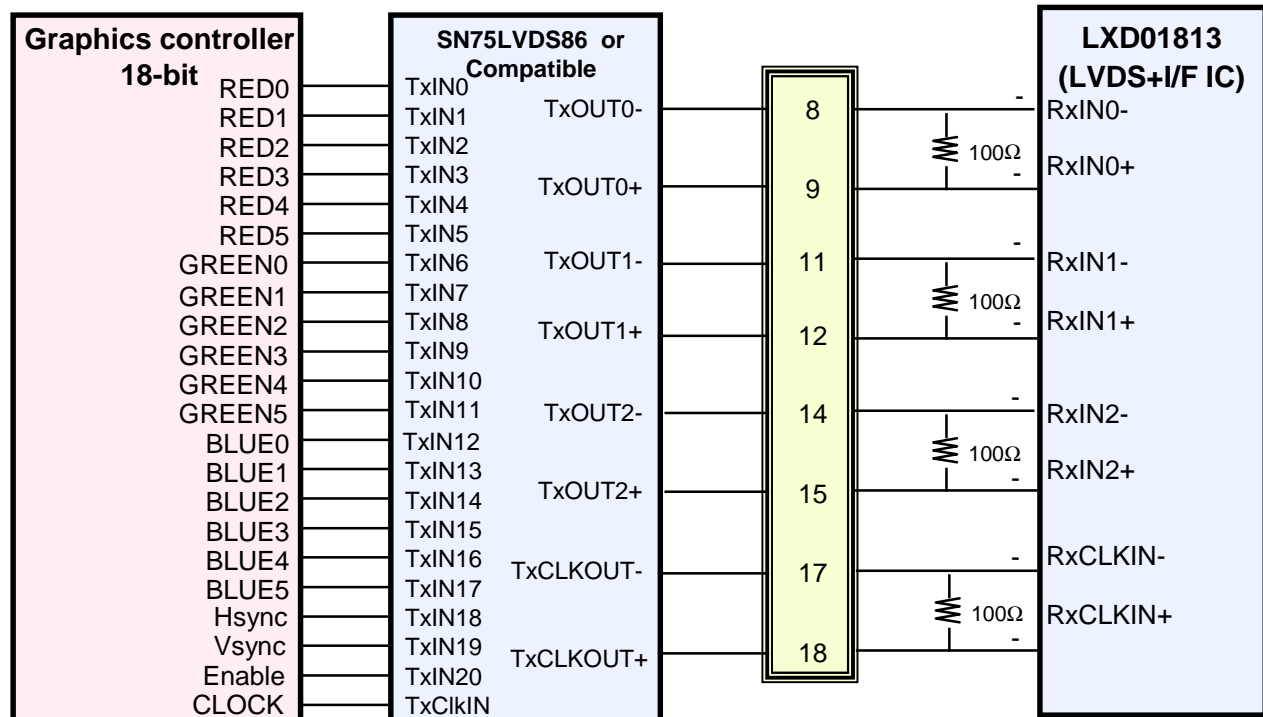 Graphics controller
18-bit
RED0
RED1
RED2
RED3
RED4
RED5
GREEN0
GREEN1
GREEN2
GREEN3
GREEN4
GREEN5
BLUE0
BLUE1
BLUE2
BLUE3
BLUE4
BLUE5
Hsync
Vsync
Enable
CLOCK
SN75LVDS86 or
Compatible
TxIN0
TxIN1
TxIN2
TxIN3
TxIN4
TxIN5
TxIN6
TxIN7
TxIN8
TxIN9
TxIN10
TxIN11
TxIN12
TxIN13
TxIN14
TxIN15
TxIN16
TxIN17
TxIN18
TxIN19
TxIN20
TxClkIN
TxOUT0-
TxOUT0+
TxOUT1-
TxOUT1+
TxOUT2-
TxOUT2+
TxCLKOUT-
TxCLKOUT+
8
9
11
12
14
15
17
18
-
100Ω
-
-
100Ω
-
-
100Ω
-
-
100Ω
-
LXD01813
(LVDS+I/F IC)
RxIN0-
RxIN0+
RxIN1-
RxIN1+
RxIN2-
RxIN2+
RxCLKIN-
RxCLKIN+